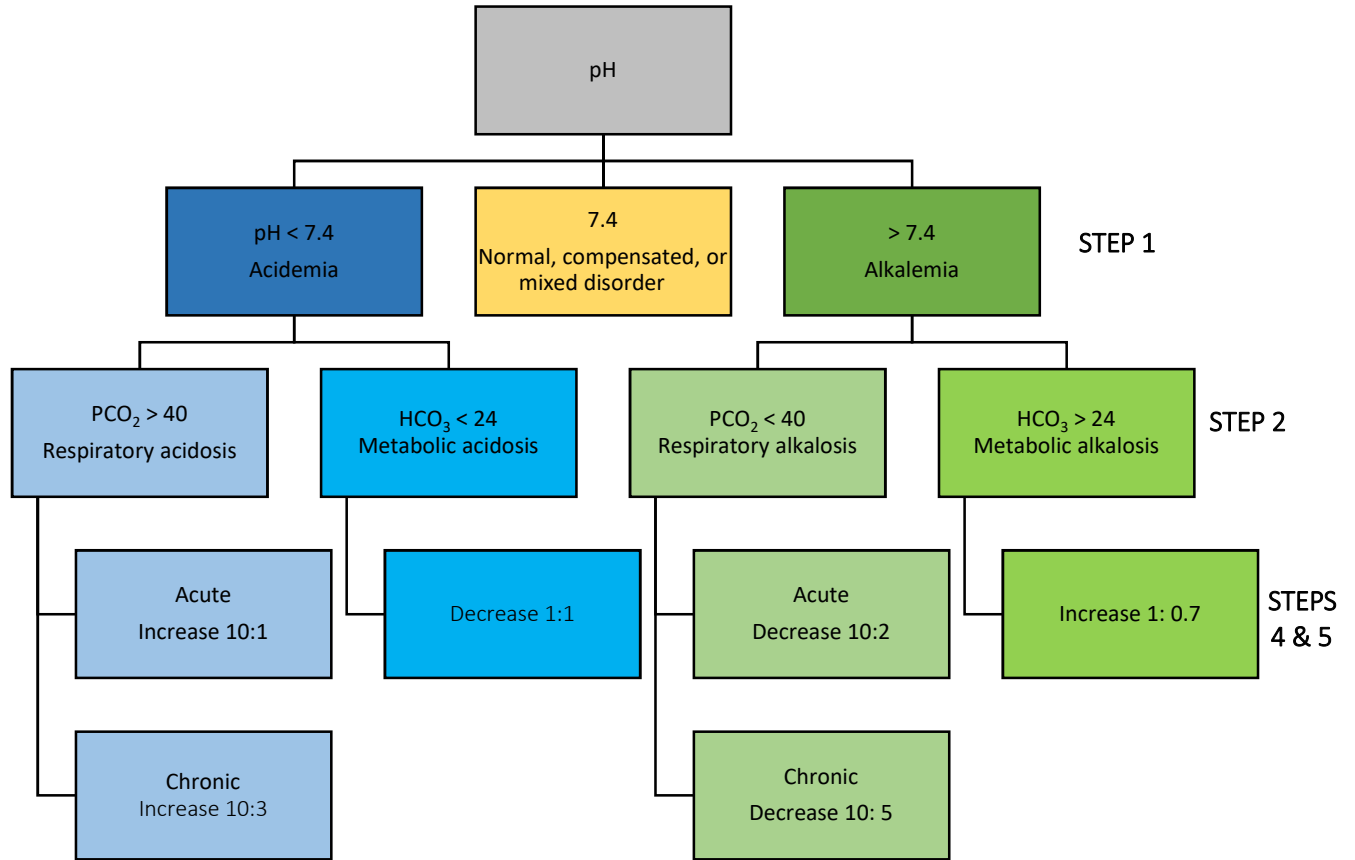 pH
pH < 7.4
Acidemia
7.4
Normal, compensated, or
mixed disorder
> 7.4
Alkalemia
STEP 1
PCO₂ > 40
Respiratory acidosis
HCO₃ < 24
Metabolic acidosis
PCO₂ < 40
Respiratory alkalosis
HCO₃ > 24
Metabolic alkalosis
STEP 2
Acute
Increase 10:1
Decrease 1:1
Acute
Decrease 10:2
Increase 1: 0.7
STEPS
4 & 5
Chronic
Increase 10:3
Chronic
Decrease 10: 5